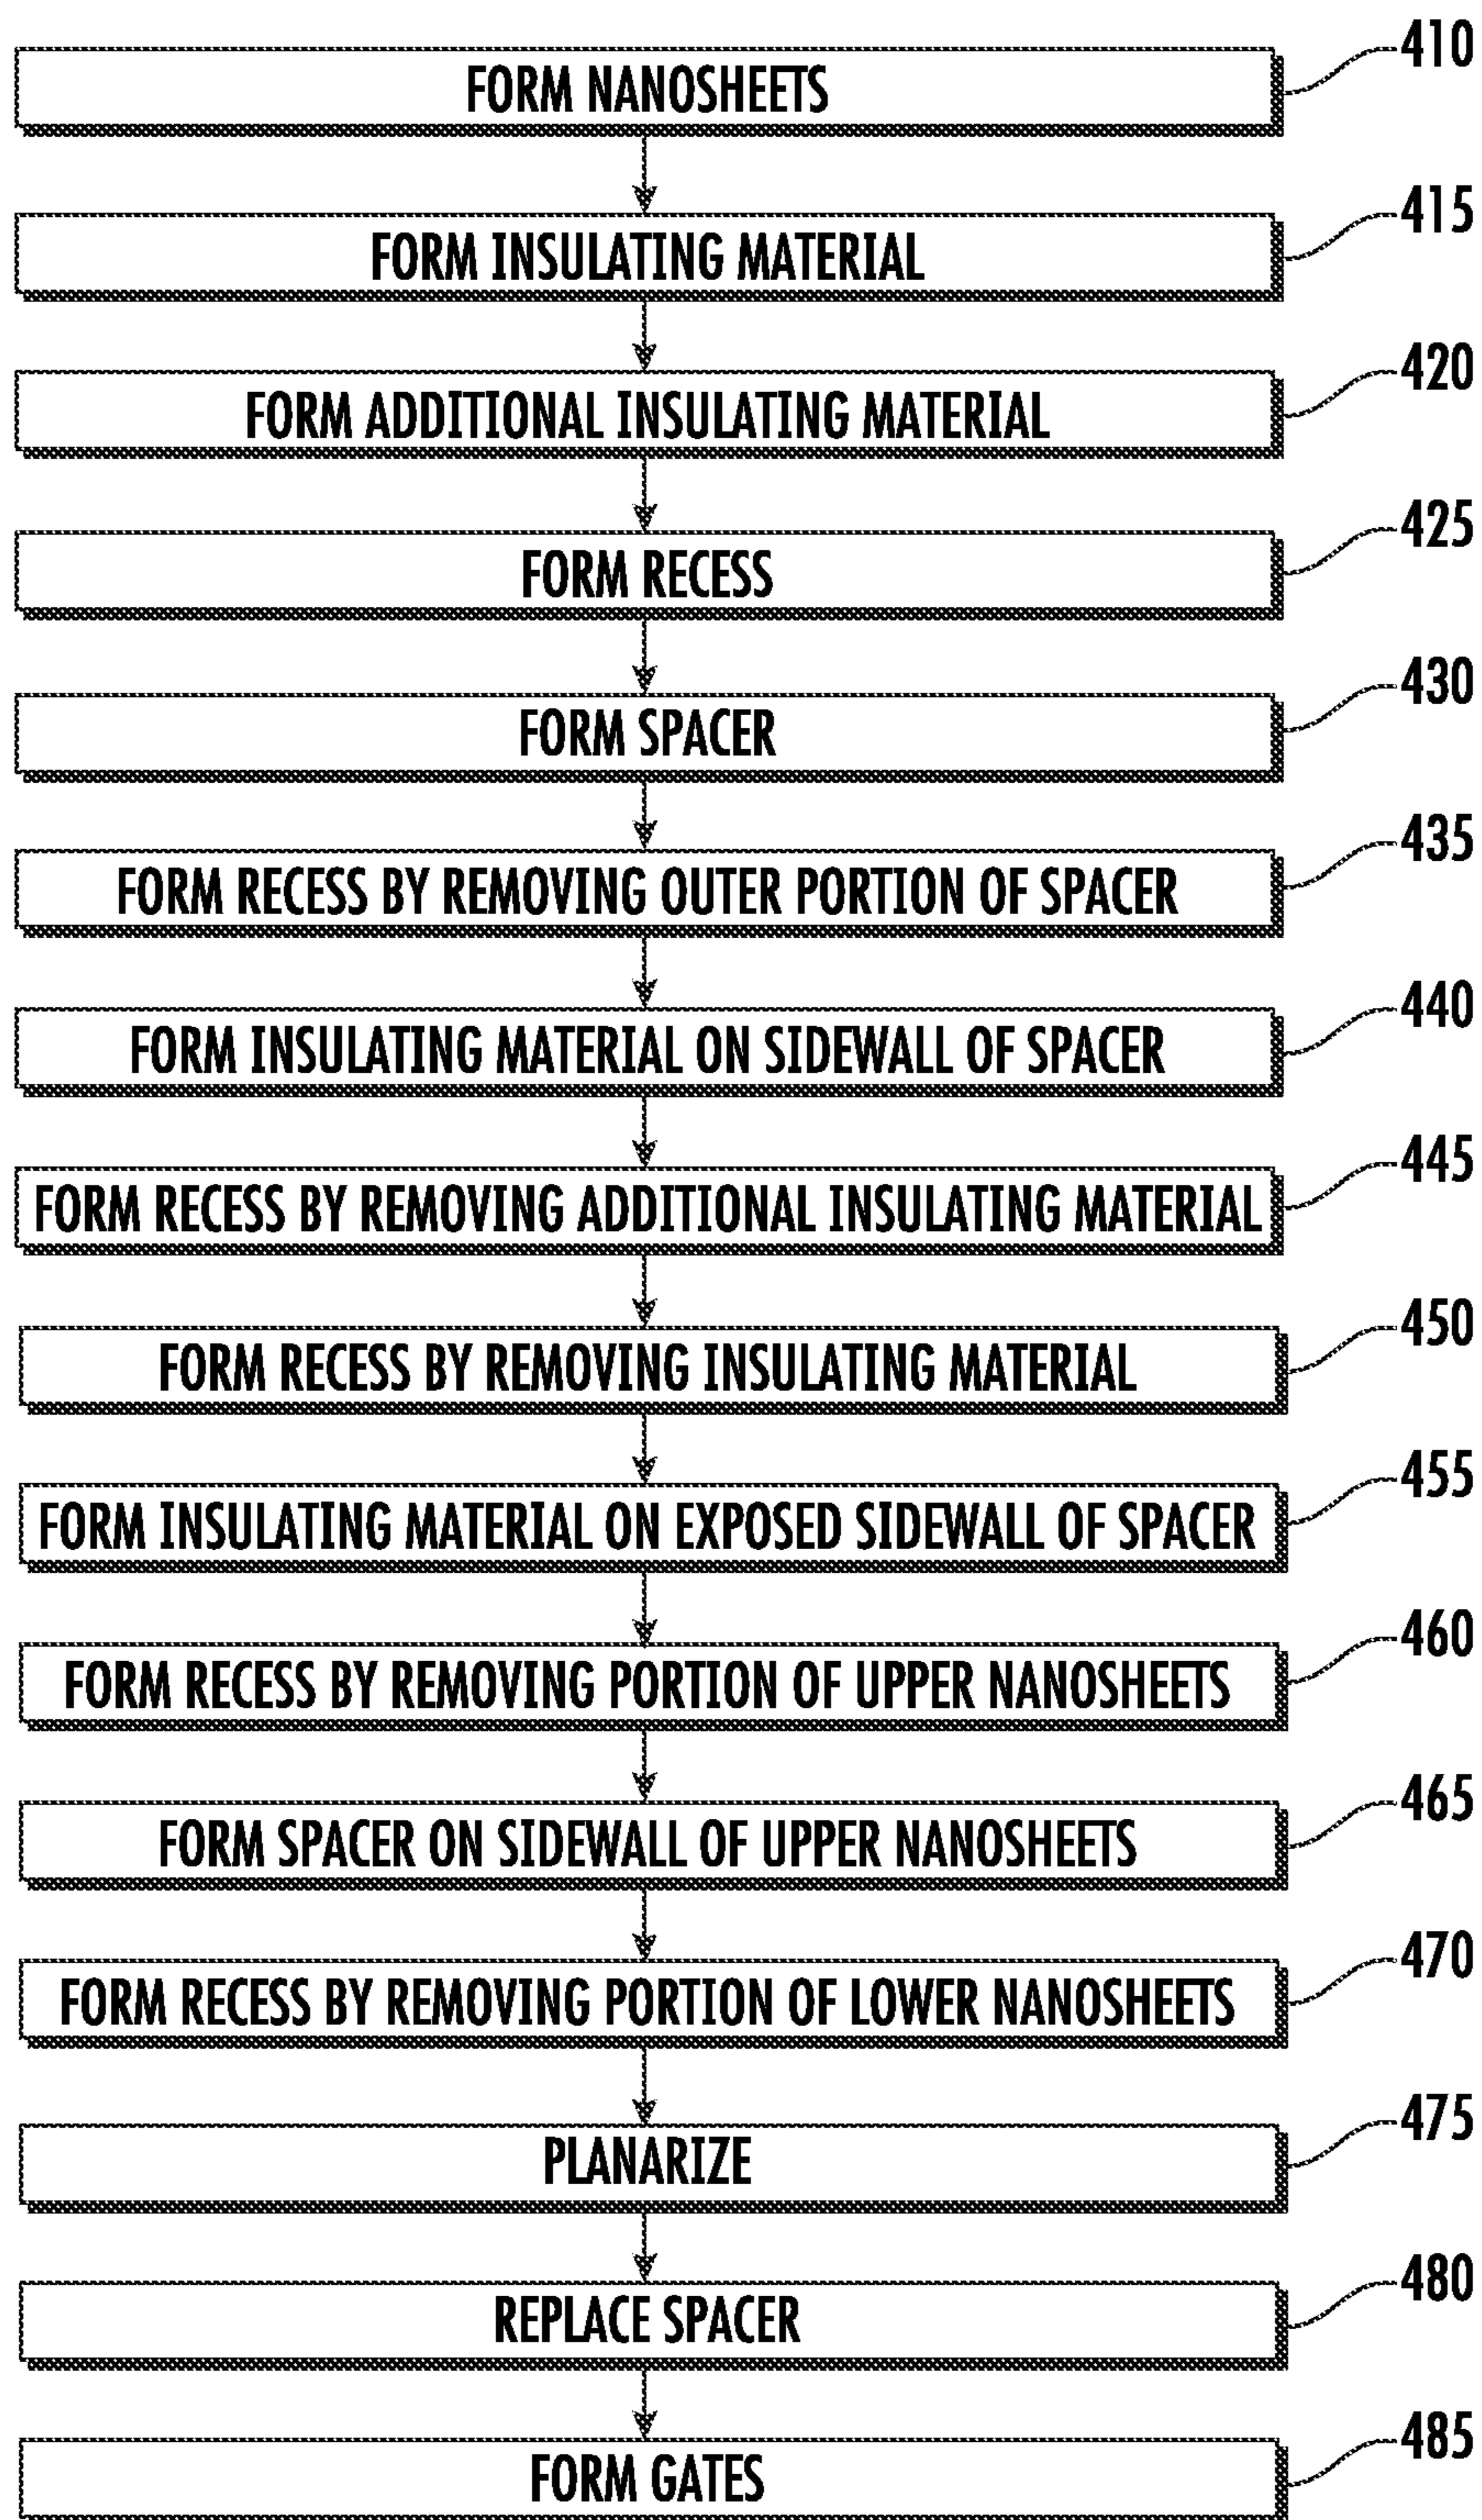 410
FORM NANOSHEETS
415
FORM INSULATING MATERIAL
420
FORM ADDITIONAL INSULATING MATERIAL
425
FORM RECESS
430
FORM SPACER
435
FORM RECESS BY REMOVING OUTER PORTION OF SPACER
440
FORM INSULATING MATERIAL ON SIDEWALL OF SPACER
445
FORM RECESS BY REMOVING ADDITIONAL INSULATING MATERIAL
450
FORM RECESS BY REMOVING INSULATING MATERIAL
455
FORM INSULATING MATERIAL ON EXPOSED SIDEWALL OF SPACER
460
FORM RECESS BY REMOVING PORTION OF UPPER NANOSHEETS
465
FORM SPACER ON SIDEWALL OF UPPER NANOSHEETS
470
FORM RECESS BY REMOVING PORTION OF LOWER NANOSHEETS
475
PLANARIZE
480
REPLACE SPACER
485
FORM GATES